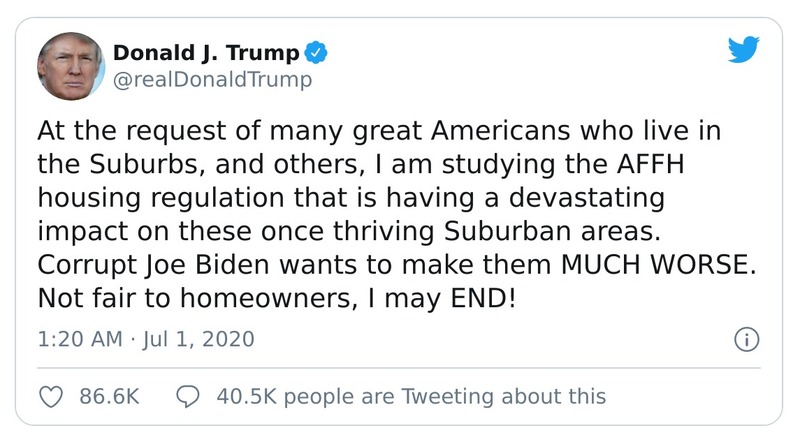 Donald J. Trump
@realDonaldTrump
At the request of many great Americans who live in
the Suburbs, and others, I am studying the AFFH
housing regulation that is having a devastating
impact on these once thriving Suburban areas.
Corrupt Joe Biden wants to make them MUCH WORSE.
Not fair to homeowners, I may END!
1:20 AM · Jul 1, 2020
86.6K 40.5K people are Tweeting about this